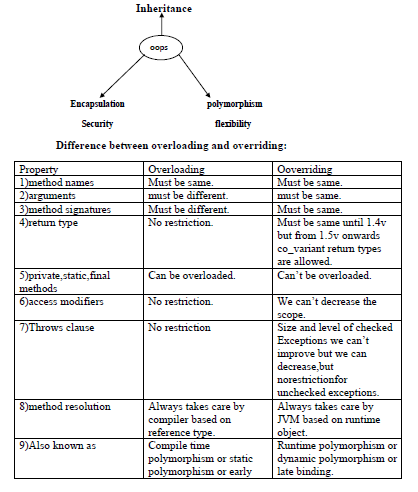 Inheritance
oops
Encapsulation polymorphism
Security flexibility
Difference between overloading and overriding:
Property Overloading Ooverriding
1)method names Must be same. Must be same.
2)arguments must be different. must be same.
3)method signatures Must be different. Must be same.
4)return type No restriction. Must be same until 1.4v
but from 1.5v onwards
co_variant return types
are allowed.
5)private,static,final Can be overloaded. Can't be overloaded.
methods
6)access modifiers No restriction. We can't decrease the
scope.
7)Throws clause No restriction Size and level of checked
Exceptions we can't
improve but we can
decrease,but
norestrictionfor
unchecked exceptions.
8)method resolution Always takes care by Always takes care by
compiler based on JVM based on runtime
reference type. object.
9)Also known as Compile time Runtime polymorphism or
polymorphism or static dynamic polymorphism or
polymorphism or early late binding.